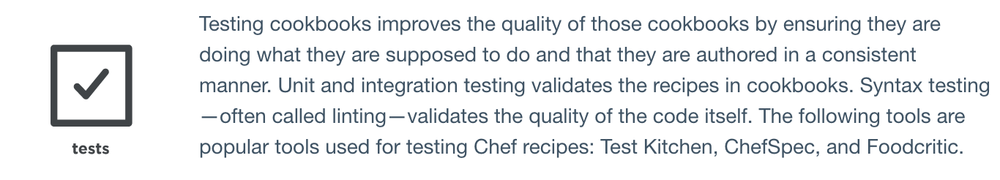 Testing cookbooks improves the quality of those cookbooks by ensuring they are
doing what they are supposed to do and that they are authored in a consistent
manner. Unit and integration testing validates the recipes in cookbooks. Syntax testing
—often called linting—validates the quality of the code itself. The following tools are
popular tools used for testing Chef recipes: Test Kitchen, ChefSpec, and Foodcritic.
tests